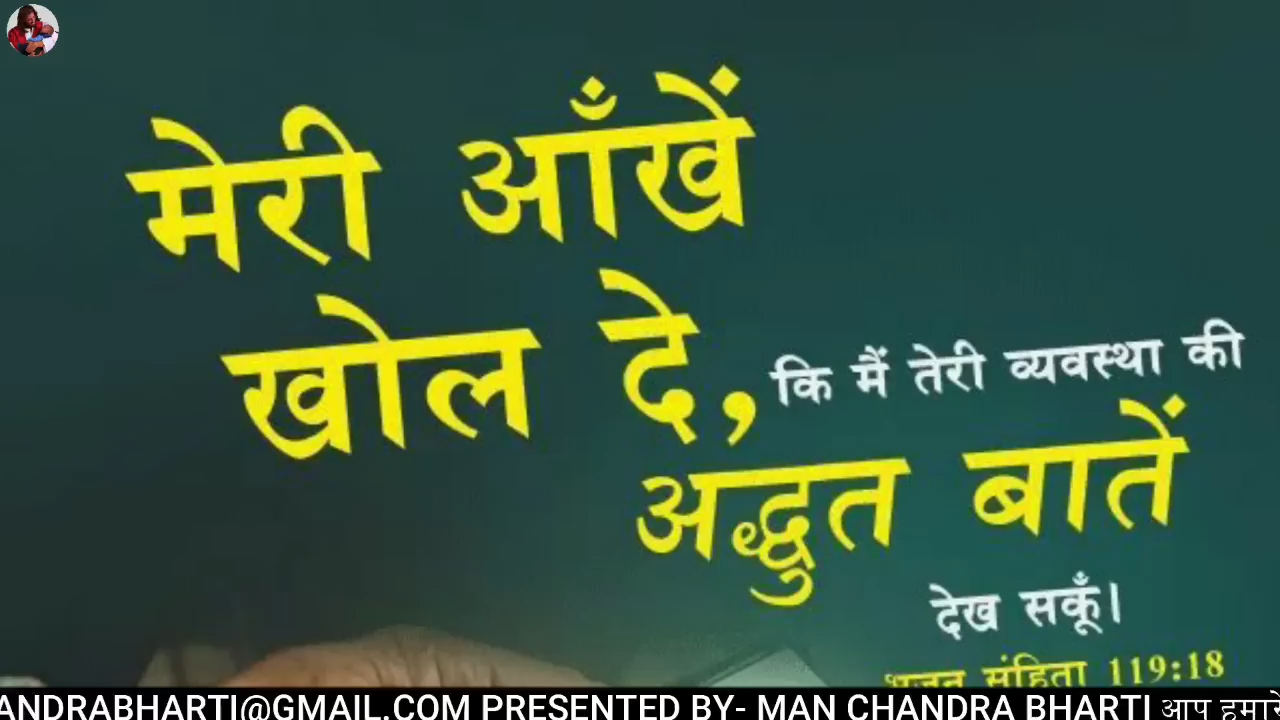 मेरी आँखें
खोल दे, कि मैं तेरी व्यवस्था की
अद्भुत बातें
देख सकूँ।
भजन संहिता 119:18
ANDRABHARTI@GMAIL.COM PRESENTED BY- MAN CHANDRA BHARTI आप हमारे